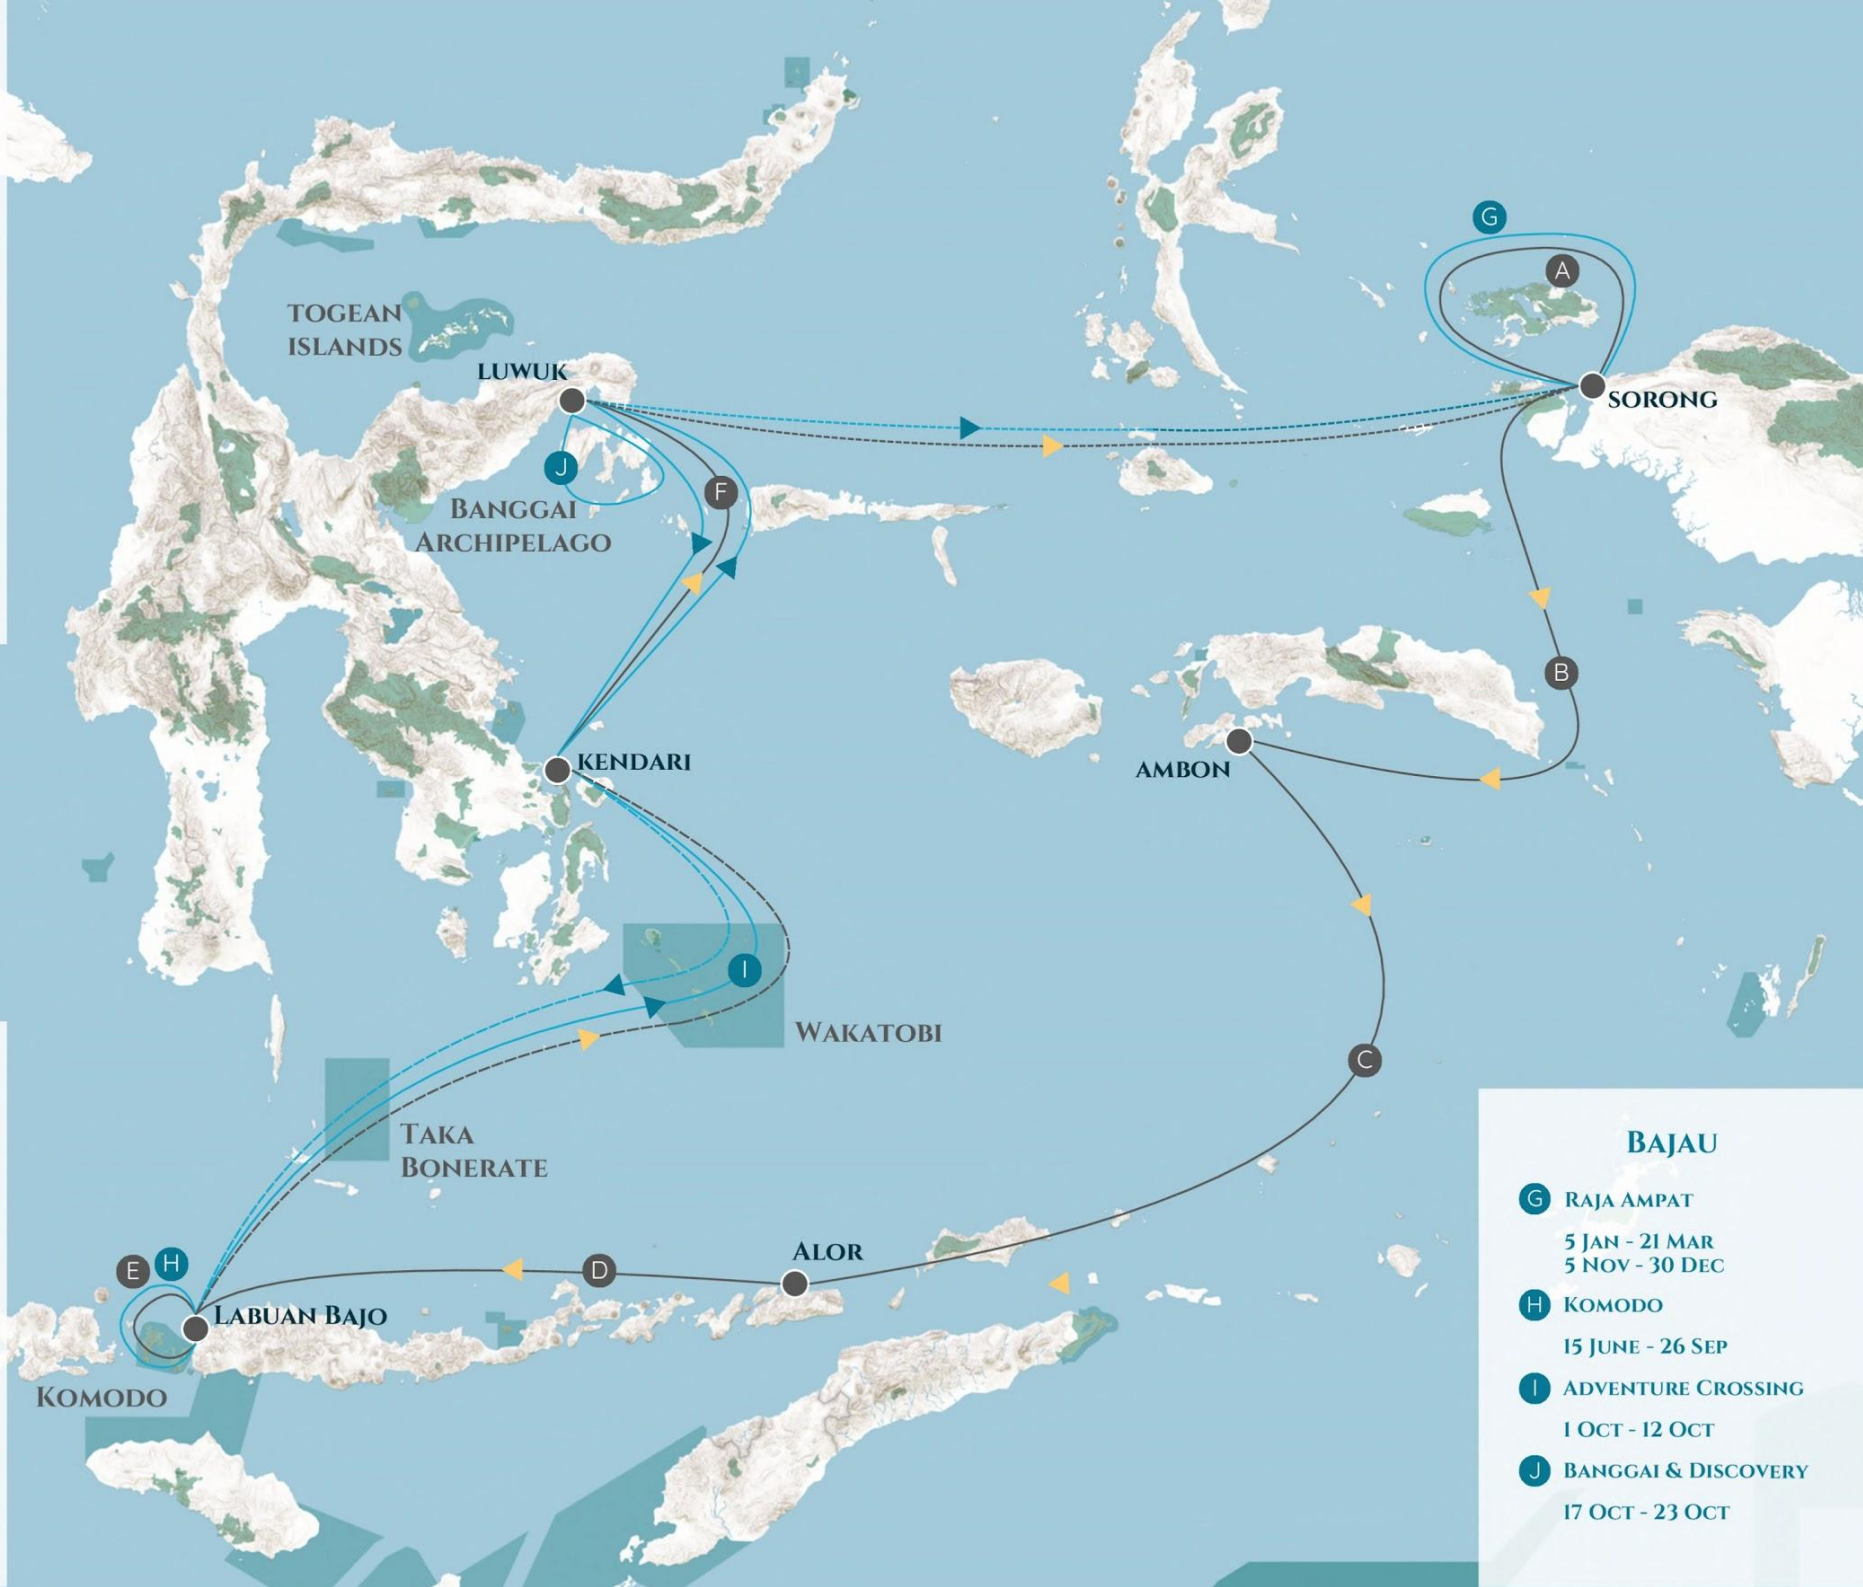 G
A
TOGEAN
ISLANDS
LUWUK
SORONG
J
F
BANGGAI
ARCHIPELAGO
B
KENDARI
AMBON
I
WAKATOBI
C
TAKA
BONERATE
ALOR
E
H
D
LABUAN BAJO
KOMODO
BAJAU
G RAJA AMPAT
5 JAN - 21 MAR
5 NOV - 30 DEC
H KOMODO
15 JUNE - 26 SEP
I ADVENTURE CROSSING
1 OCT - 12 OCT
J BANGGAI & DISCOVERY
17 OCT - 23 OCT